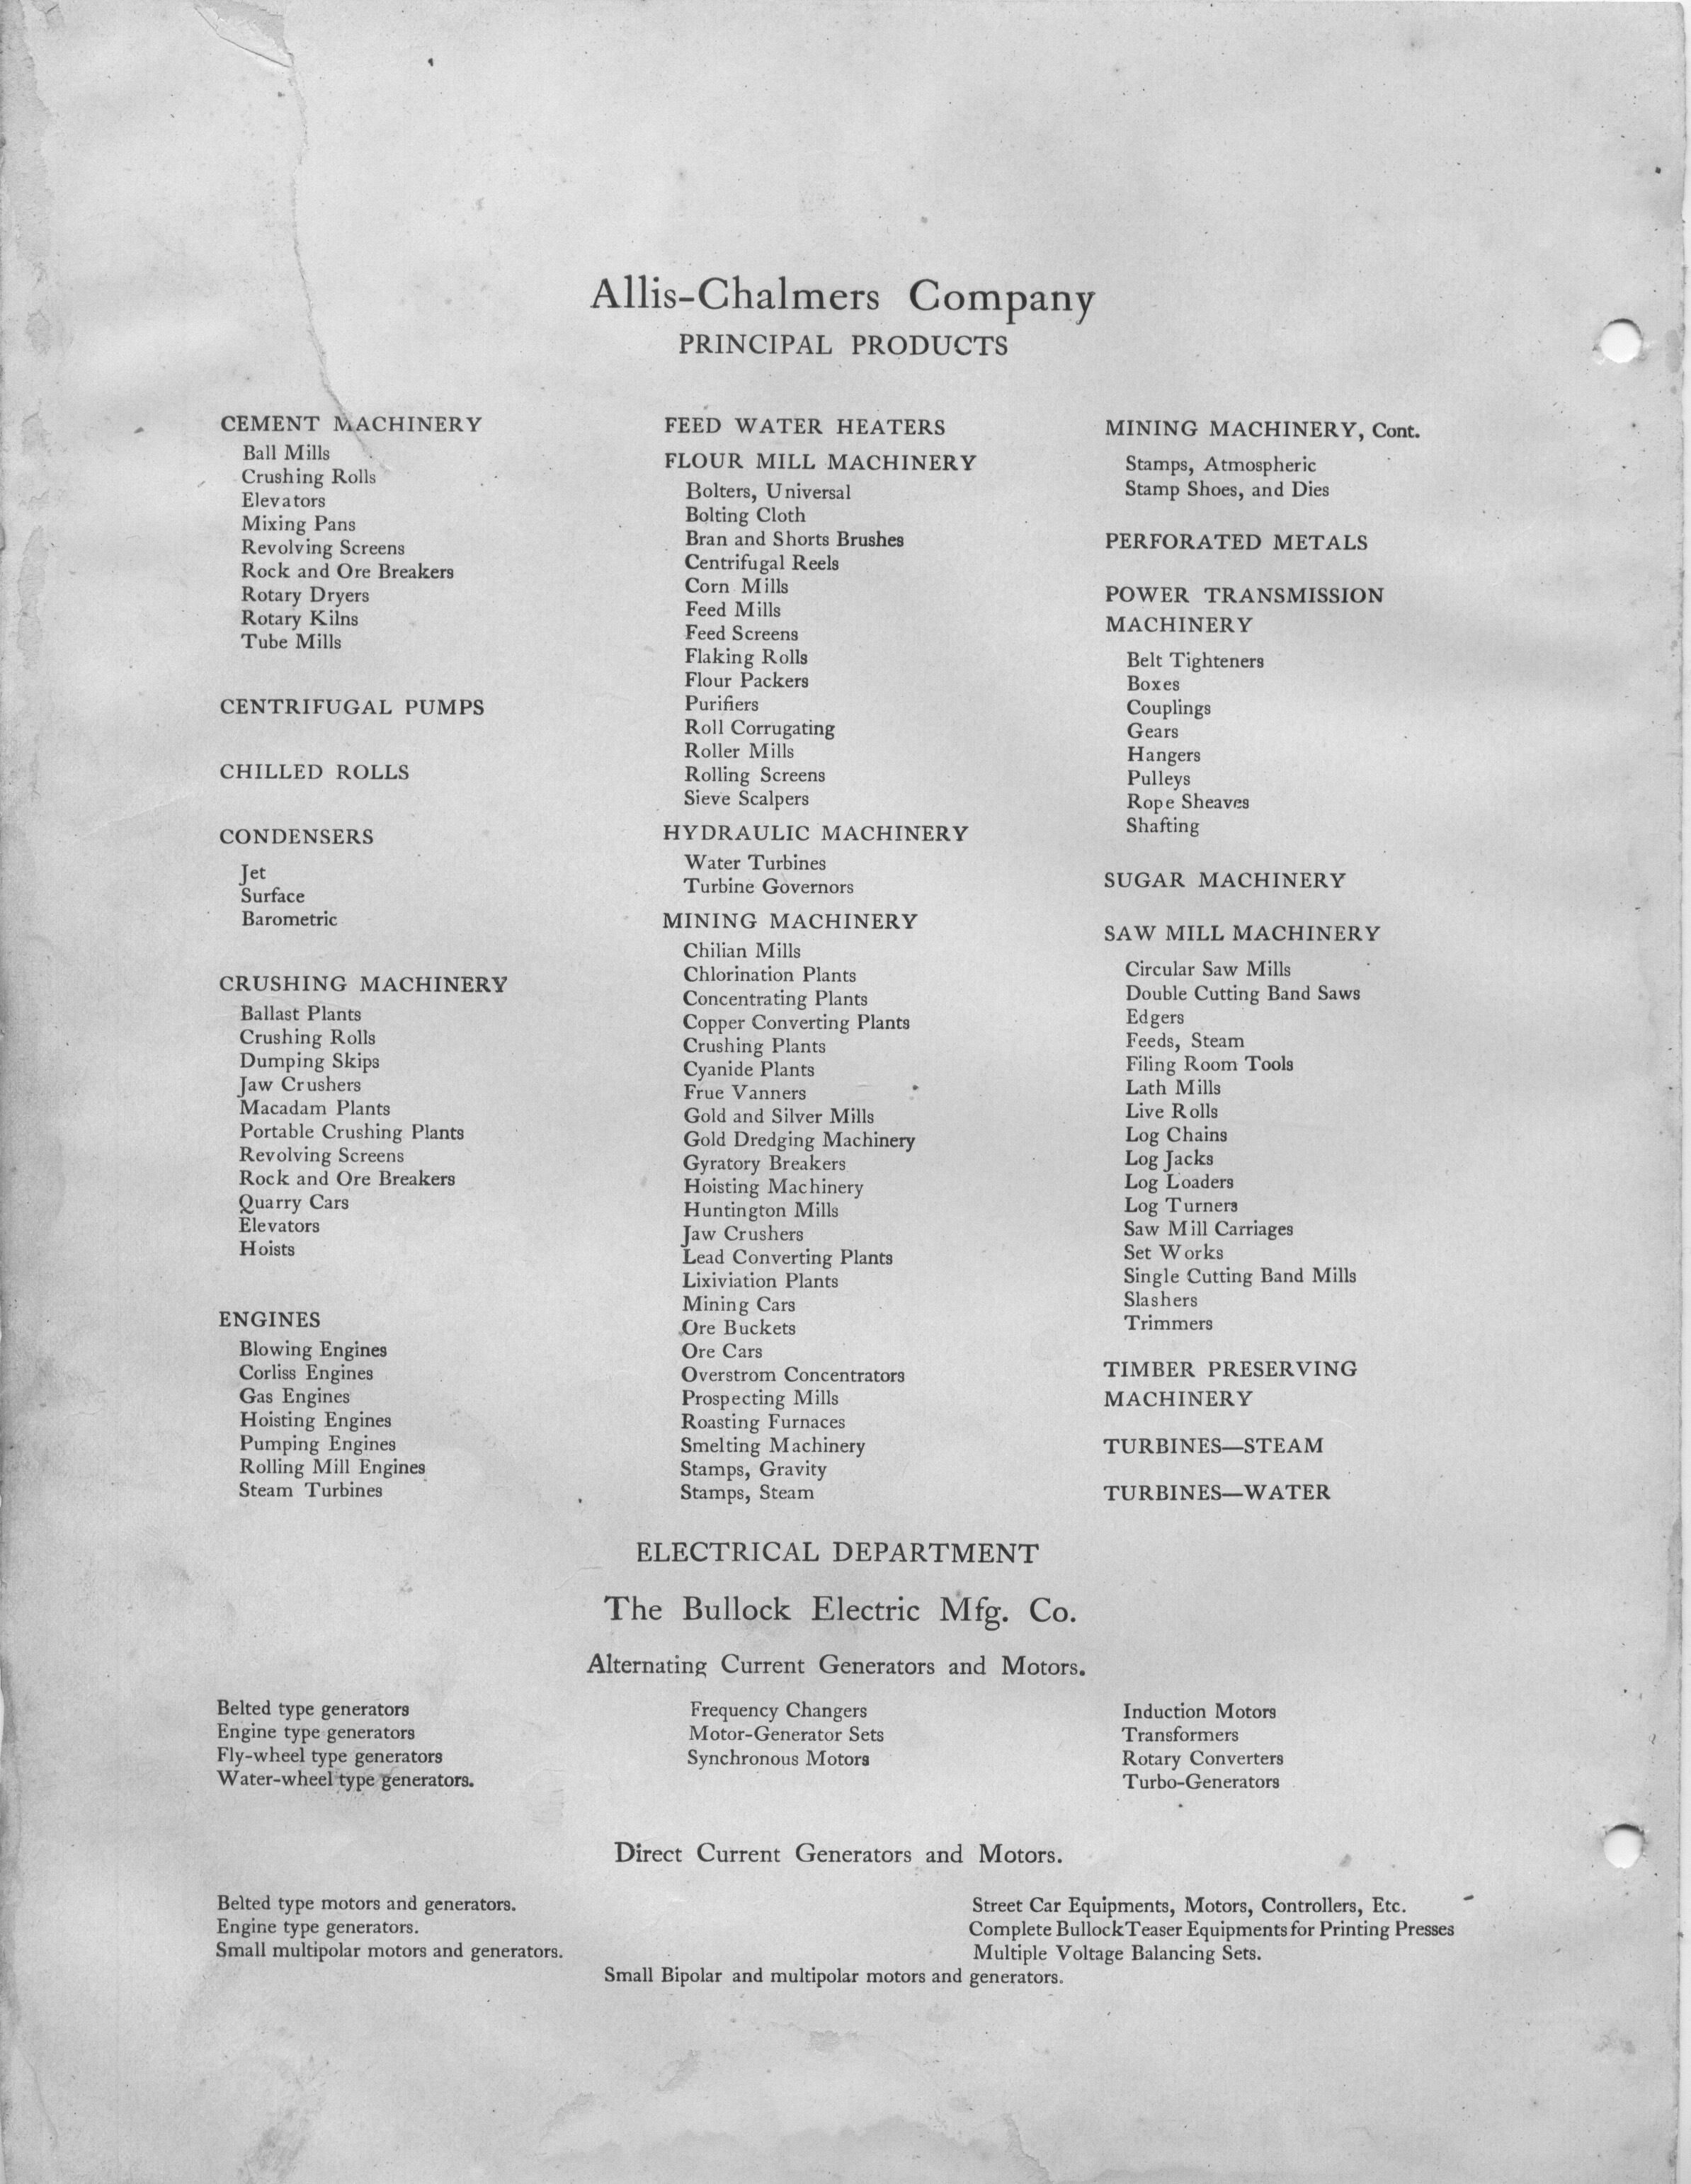 Allis-Chalmers Company
PRINCIPAL PRODUCTS
CEMENT MACHINERY
Ball Mills
Crushing Rolls
Elevators
Mixing Pans
Revolving Screens
Rock and Ore Breakers
Rotary Dryers
Rotary Kilns
Tube Mills
CENTRIFUGAL PUMPS
CHILLED ROLLS
CONDENSERS
Jet
Surface
Barometric
CRUSHING MACHINERY
Ballast Plants
Crushing Rolls
Dumping Skips
Jaw Crushers
Macadam Plants
Portable Crushing Plants
Revolving Screens
Rock and Ore Breakers
Quarry Cars
Elevators
Hoists
ENGINES
Blowing Engines
Corliss Engines
Gas Engines
Hoisting Engines
Pumping Engines
Rolling Mill Engines
Steam Turbines
FEED WATER HEATERS
FLOUR MILL MACHINERY
Bolters, Universal
Bolting Cloth
Bran and Shorts Brushes
Centrifugal Reels
Corn Mills
Feed Mills
Feed Screens
Flaking Rolls
Flour Packers
Purifiers
Roll Corrugating
Roller Mills
Rolling Screens
Sieve Scalpers
HYDRAULIC MACHINERY
Water Turbines
Turbine Governors
MINING MACHINERY
Chilian Mills
Chlorination Plants
Concentrating Plants
Copper Converting Plants
Crushing Plants
Cyanide Plants
Frue Vanners
Gold and Silver Mills
Gold Dredging Machinery
Gyratory Breakers
Hoisting Machinery
Huntington Mills
Jaw Crushers
Lead Converting Plants
Lixiviation Plants
Mining Cars
Ore Buckets
Ore Cars
Overstrom Concentrators
Prospecting Mills
Roasting Furnaces
Smelting Machinery
Stamps, Gravity
Stamps, Steam
MINING MACHINERY, Cont.
Stamps, Atmospheric
Stamp Shoes, and Dies
PERFORATED METALS
POWER TRANSMISSION
MACHINERY
Belt Tighteners
Boxes
Couplings
Gears
Hangers
Pulleys
Rope Sheaves
Shafting
SUGAR MACHINERY
SAW MILL MACHINERY
Circular Saw Mills
Double Cutting Band Saws
Edgers
Feeds, Steam
Filing Room Tools
Lath Mills
Live Rolls
Log Chains
Log Jacks
Log Loaders
Log Turners
Saw Mill Carriages
Set Works
Single Cutting Band Mills
Slashers
Trimmers
TIMBER PRESERVING
MACHINERY
TURBINES—STEAM
TURBINES—WATER
ELECTRICAL DEPARTMENT
The Bullock Electric Mfg. Co.
Alternating Current Generators and Motors.
Belted type generators
Engine type generators
Fly-wheel type generators
Water-wheel type generators.
Frequency Changers
Motor-Generator Sets
Synchronous Motors
Induction Motors
Transformers
Rotary Converters
Turbo-Generators
Direct Current Generators and Motors.
Belted type motors and generators.
Engine type generators.
Small multipolar motors and generators.
Street Car Equipments, Motors, Controllers, Etc.
Complete Bullock Teaser Equipments for Printing Presses
Multiple Voltage Balancing Sets.
Small Bipolar and multipolar motors and generators.